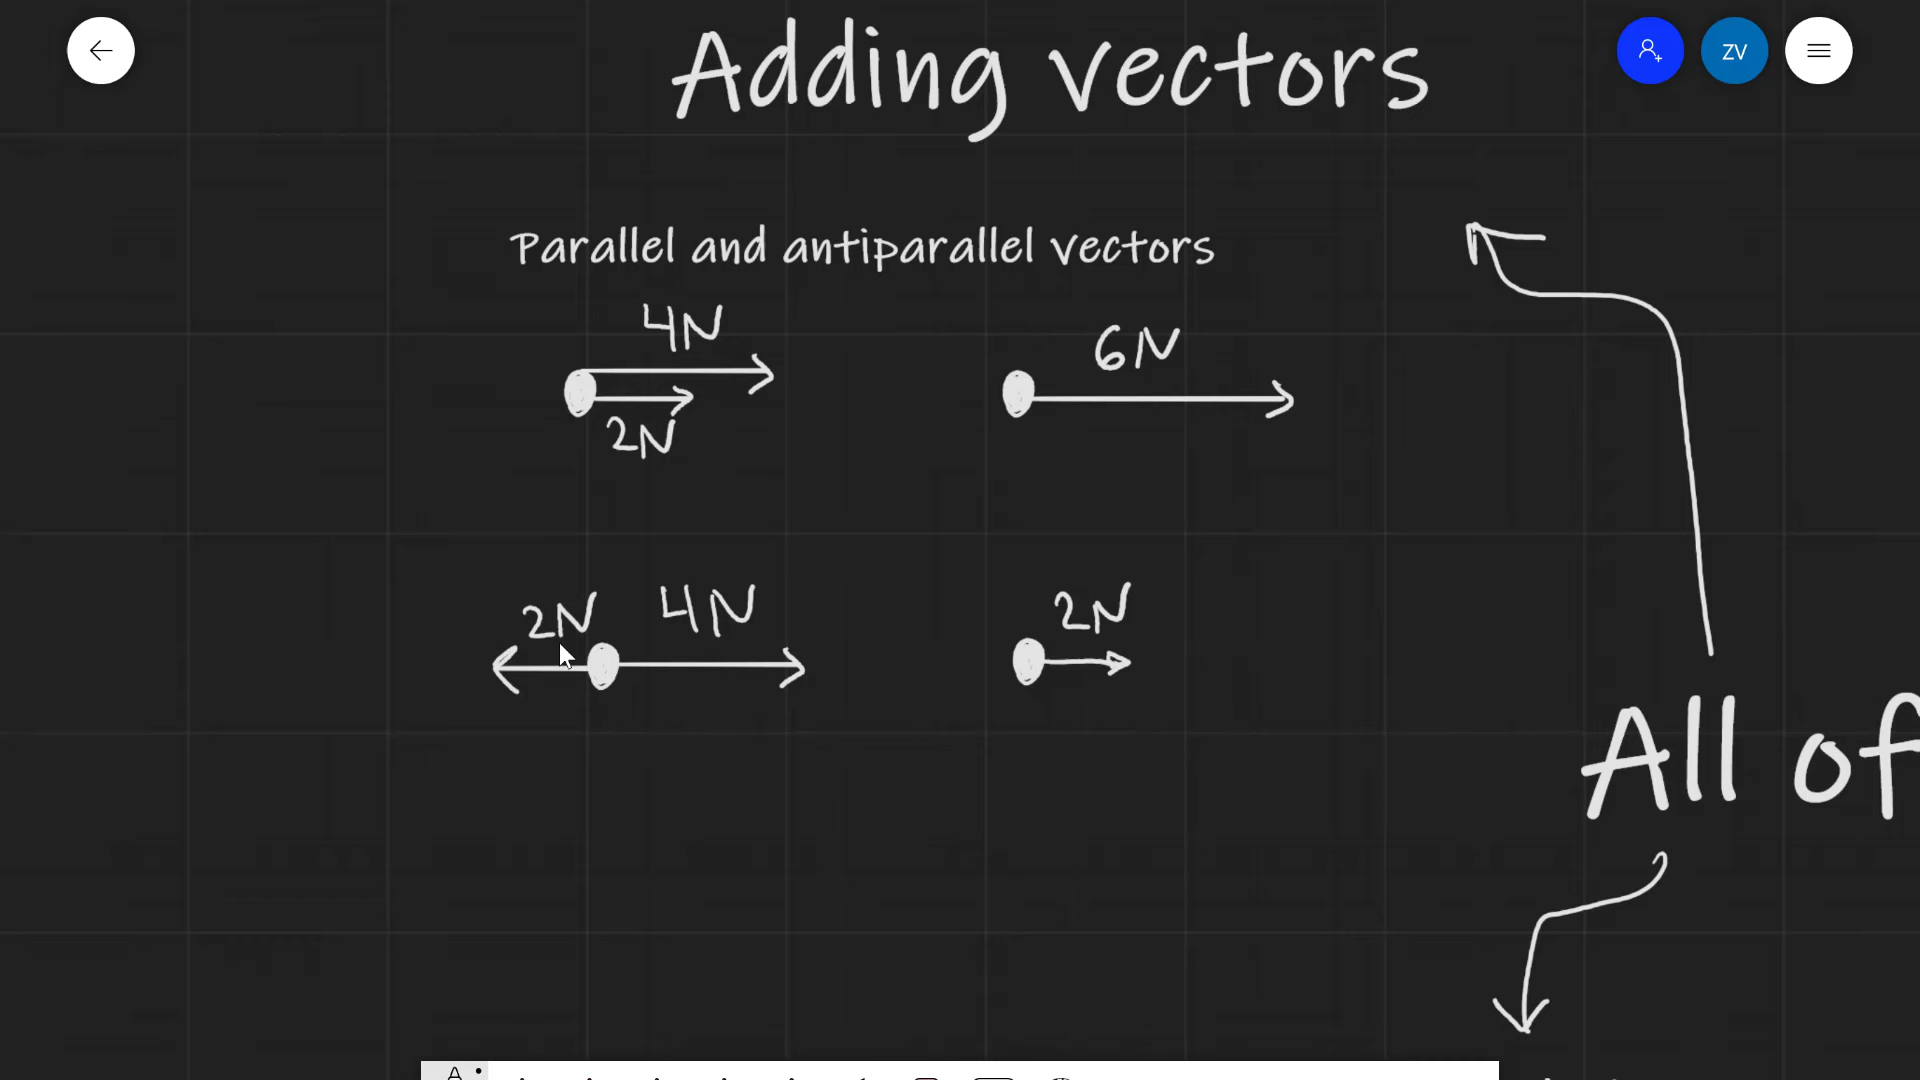 Adding vectors
ZV
Parallel and antiparallel vectors
4N
6N
2N
2N 4N
2N
All of